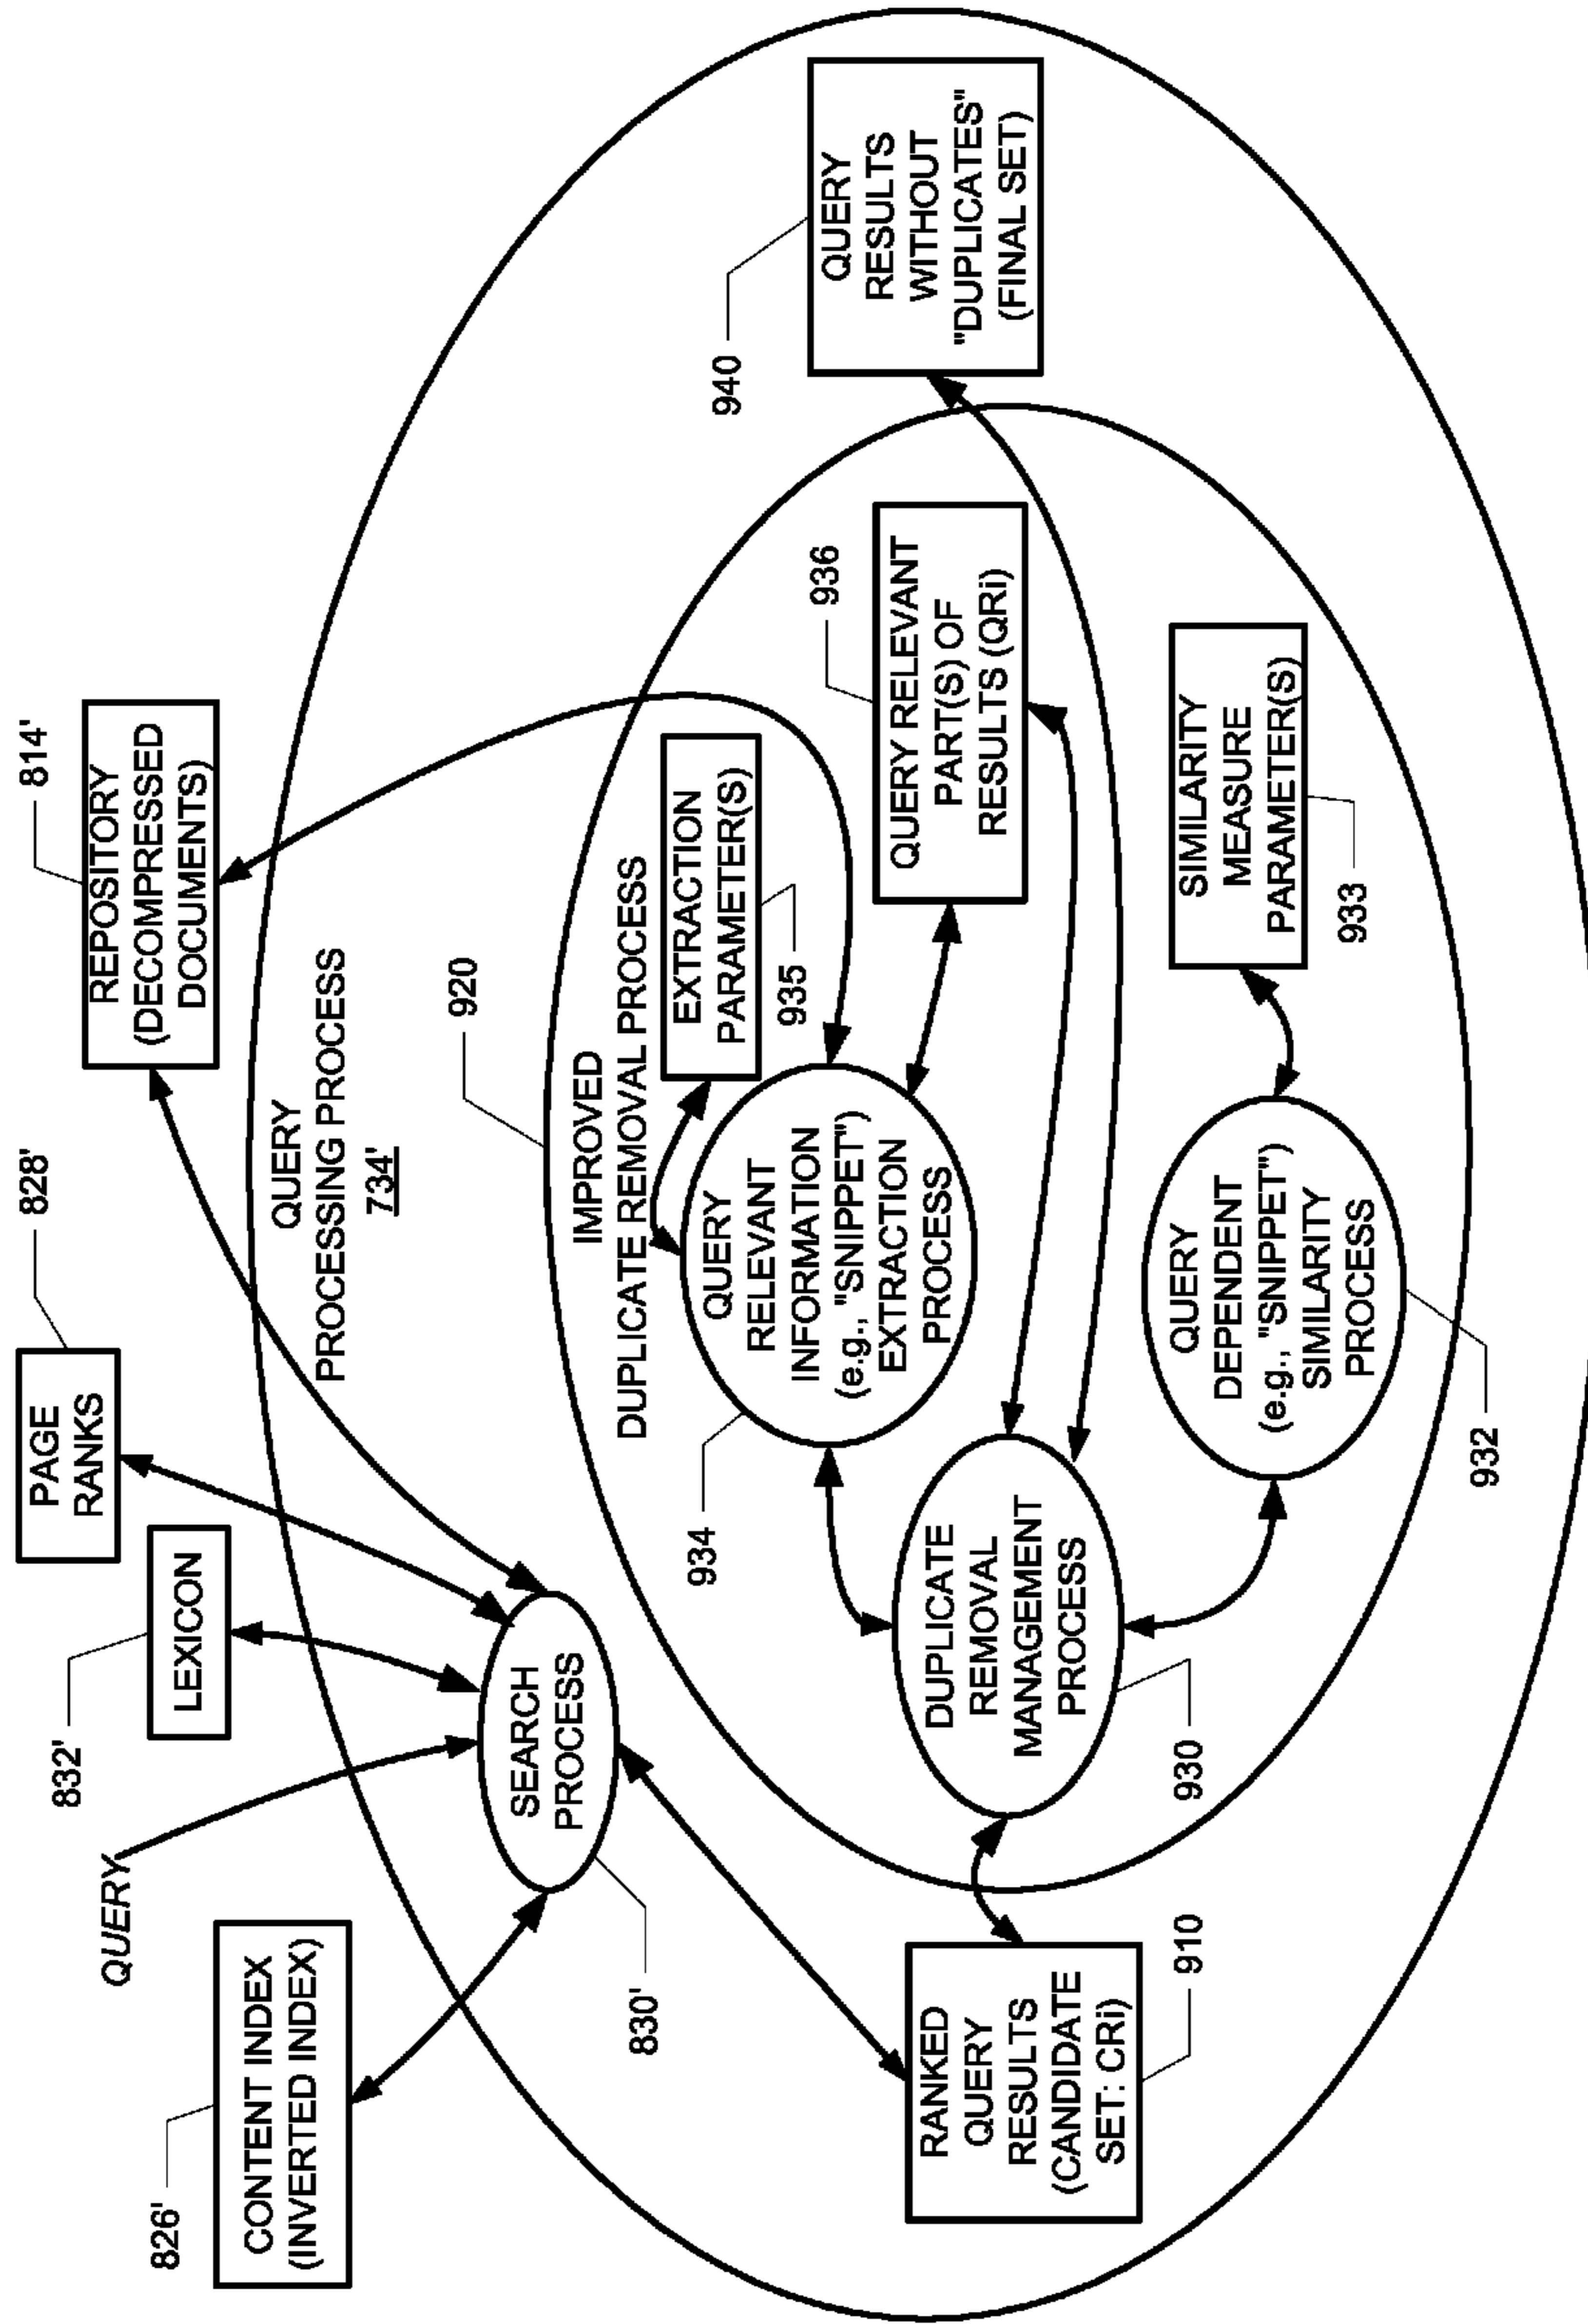 826'
CONTENT INDEX
(INVERTED INDEX)
QUERY
832'
LEXICON
828'
PAGE
RANKS
814'
REPOSITORY
(DECOMPRESSED
DOCUMENTS)
QUERY
PROCESSING PROCESS
734'
830'
SEARCH
PROCESS
920
IMPROVED
DUPLICATE REMOVAL PROCESS
EXTRACTION
PARAMETER(S)
935
934
QUERY
RELEVANT
INFORMATION
(e.g., "SNIPPET")
EXTRACTION
PROCESS
936
QUERY RELEVANT
PART(S) OF
RESULTS (QRi)
940
QUERY
RESULTS
WITHOUT
"DUPLICATES"
(FINAL SET)
RANKED
QUERY
RESULTS
(CANDIDATE
SET: CRi)
910
DUPLICATE
REMOVAL
MANAGEMENT
PROCESS
930
QUERY
DEPENDENT
(e.g., "SNIPPET")
SIMILARITY
PROCESS
932
SIMILARITY
MEASURE
PARAMETER(S)
933